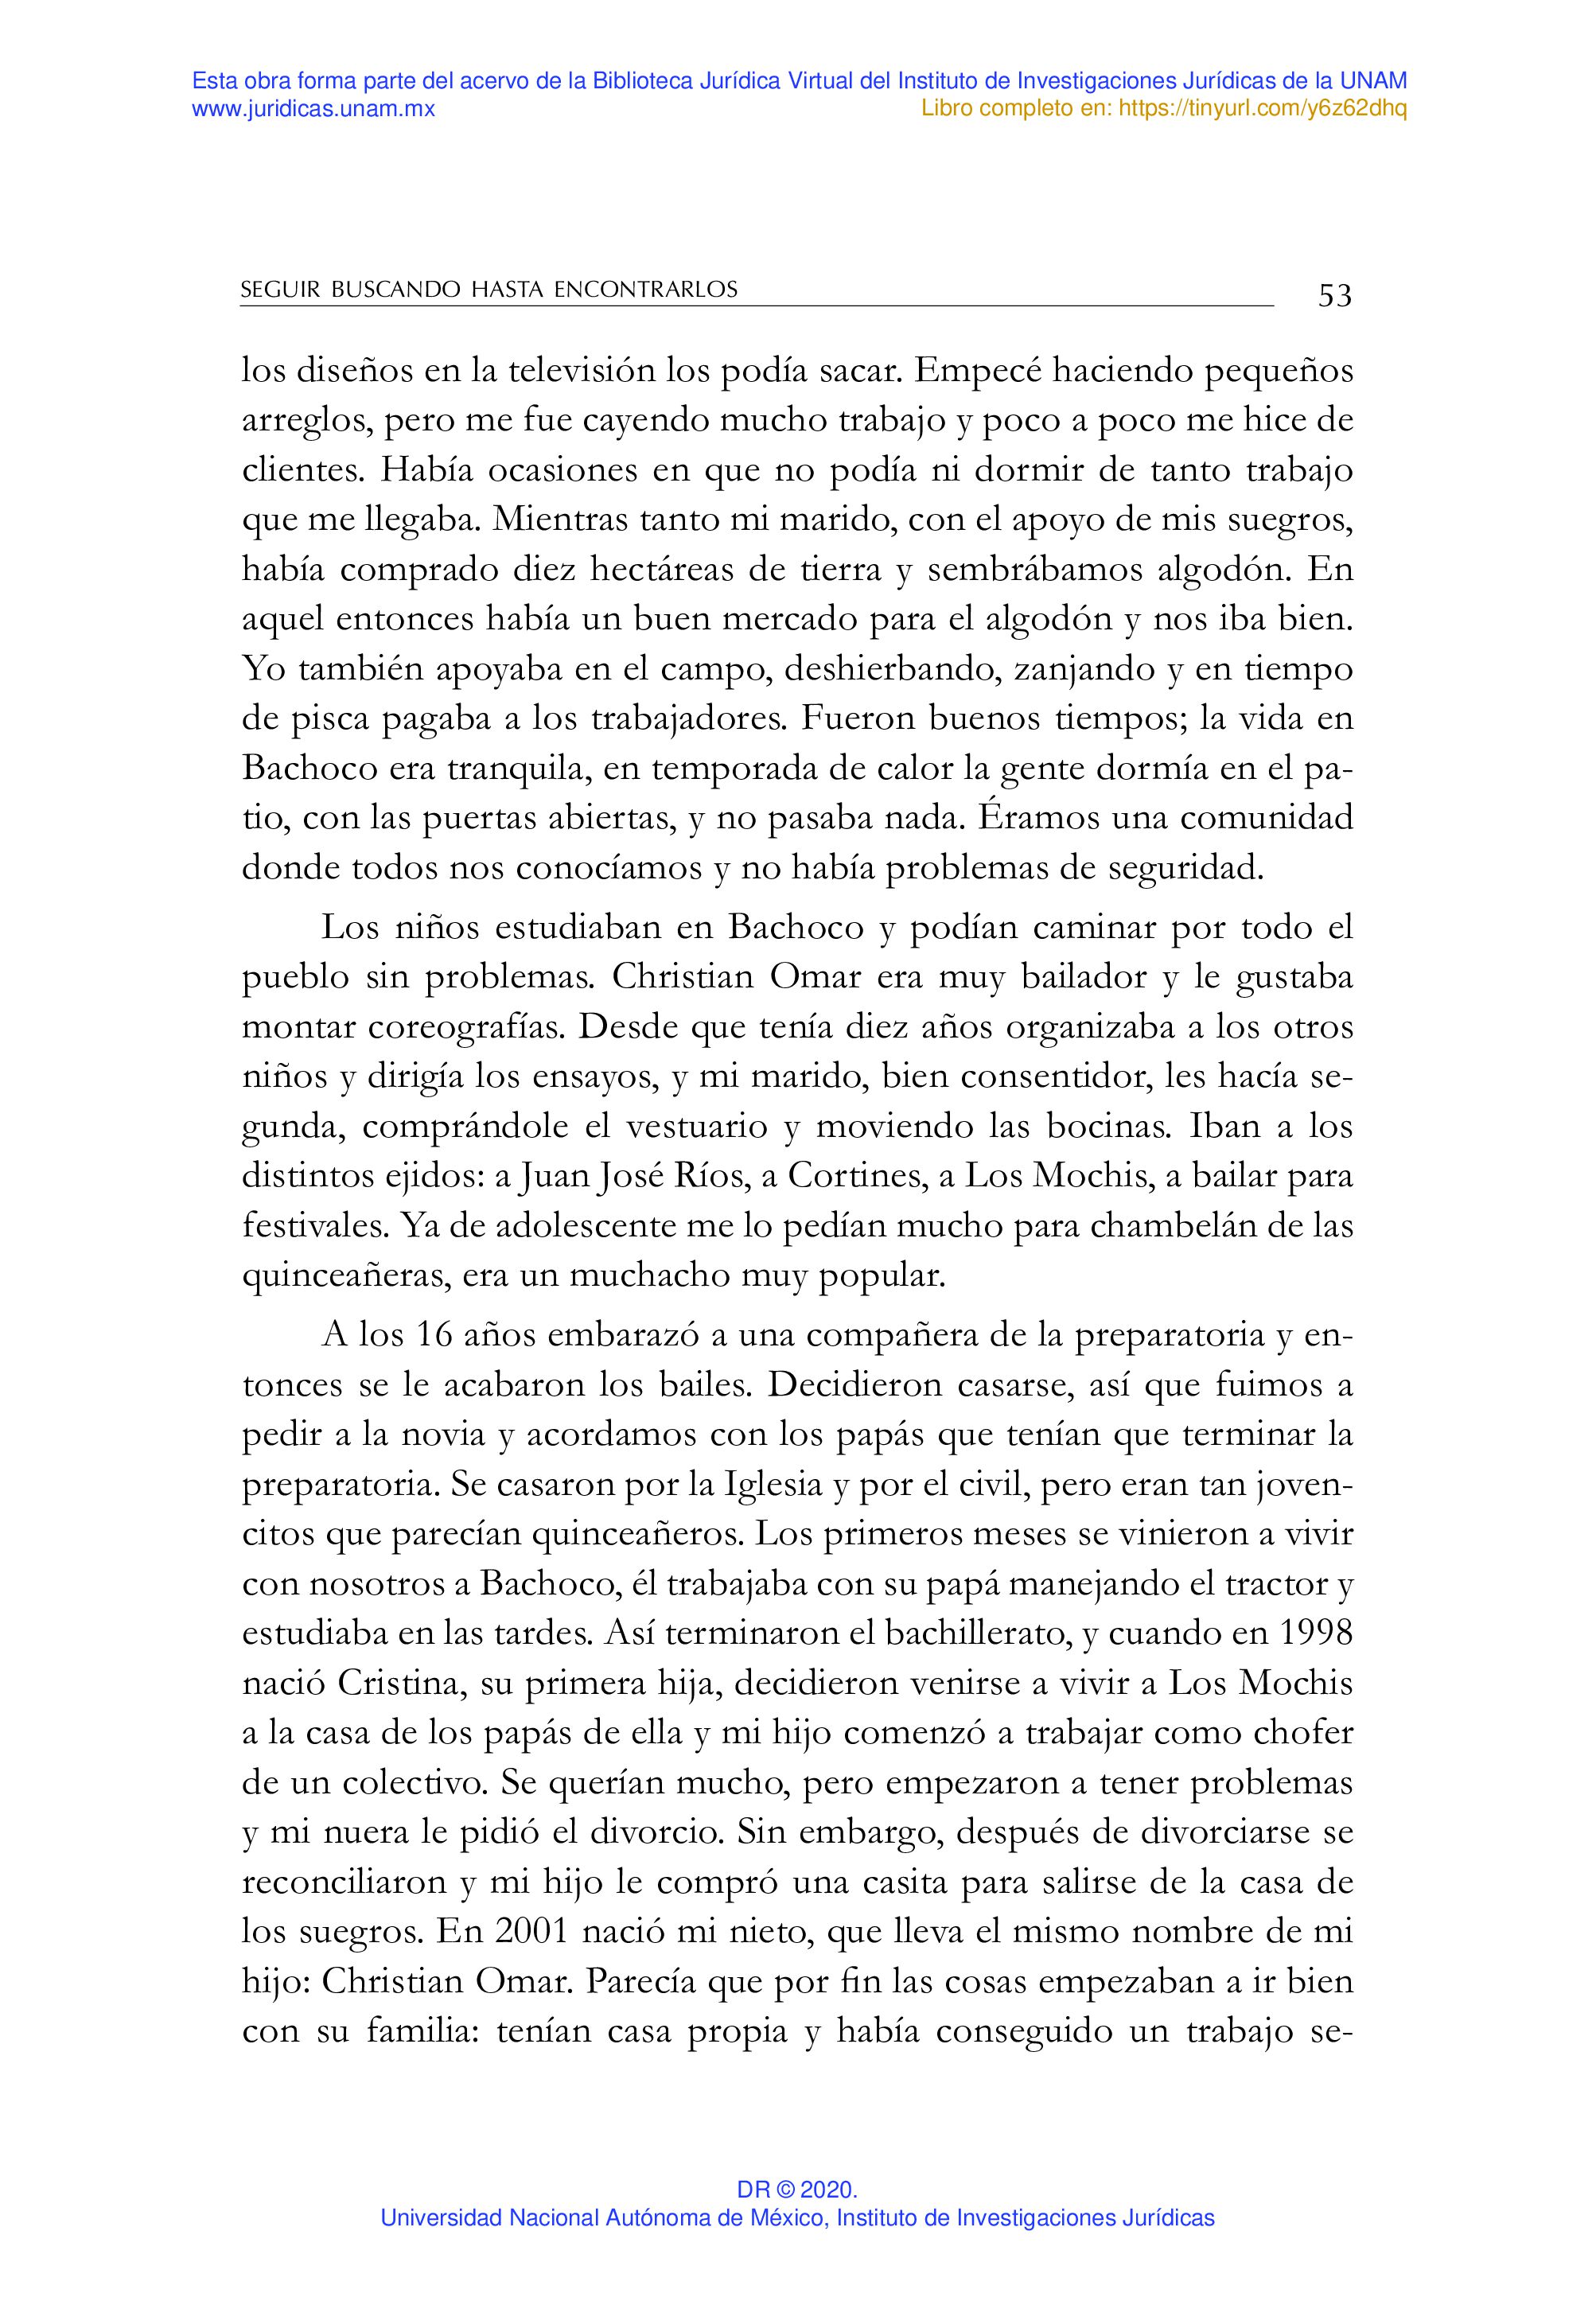 Esta obra forma parte del acervo de la Biblioteca Jurídica Virtual del Instituto de Investigaciones Jurídicas de la UNAM
www.juridicas.unam.mx
Libro completo en: https://tinyurl.com/y6z62dhq
SEGUIR BUSCANDO HASTA ENCONTRARLOS
53
los diseños en la televisión los podía sacar. Empecé haciendo pequeños
arreglos, pero me fue cayendo mucho trabajo y poco a poco me hice de
clientes. Había ocasiones en que no podía ni dormir de tanto trabajo
que me llegaba. Mientras tanto mi marido, con el apoyo de mis suegros,
había comprado diez hectáreas de tierra y sembrábamos algodón. En
aquel entonces había un buen mercado para el algodón y nos iba bien.
Yo también apoyaba en el campo, deshierbando, zanjando y en tiempo
de pisca pagaba a los trabajadores. Fueron buenos tiempos; la vida en
Bachoco era tranquila, en temporada de calor la gente dormía en el pa-
tio, con las puertas abiertas, y no pasaba nada. Éramos una comunidad
donde todos nos conocíamos y no había problemas de seguridad.
Los niños estudiaban en Bachoco y podían caminar por todo el
pueblo sin problemas. Christian Omar era muy bailador y le gustaba
montar coreografías. Desde que tenía diez años organizaba a los otros
niños y dirigía los ensayos, y mi marido, bien consentidor, les hacía se-
gunda, comprándole el vestuario y moviendo las bocinas. Iban a los
distintos ejidos: a Juan José Ríos, a Cortines, a Los Mochis, a bailar para
festivales. Ya de adolescente me lo pedían mucho para chambelán de las
quinceañeras, era un muchacho muy popular.
A los 16 años embarazó a una compañera de la preparatoria y en-
tonces se le acabaron los bailes. Decidieron casarse, así que fuimos a
pedir a la novia y acordamos con los papás que tenían que terminar la
preparatoria. Se casaron por la Iglesia y por el civil, pero eran tan joven-
citos que parecían quinceañeros. Los primeros meses se vinieron a vivir
con nosotros a Bachoco, él trabajaba con su papá manejando el tractor y
estudiaba en las tardes. Así terminaron el bachillerato, y cuando en 1998
nació Cristina, su primera hija, decidieron venirse a vivir a Los Mochis
a la casa de los papás de ella y mi hijo comenzó a trabajar como chofer
de un colectivo. Se querían mucho, pero empezaron a tener problemas
y mi nuera le pidió el divorcio. Sin embargo, después de divorciarse se
reconciliaron y mi hijo le compró una casita para salirse de la casa de
los suegros. En 2001 nació mi nieto, que lleva el mismo nombre de mi
hijo: Christian Omar. Parecía que por fin las cosas empezaban a ir bien
con su familia: tenían casa propia y había conseguido un trabajo se-
DR © 2020.
Universidad Nacional Autónoma de México, Instituto de Investigaciones Jurídicas